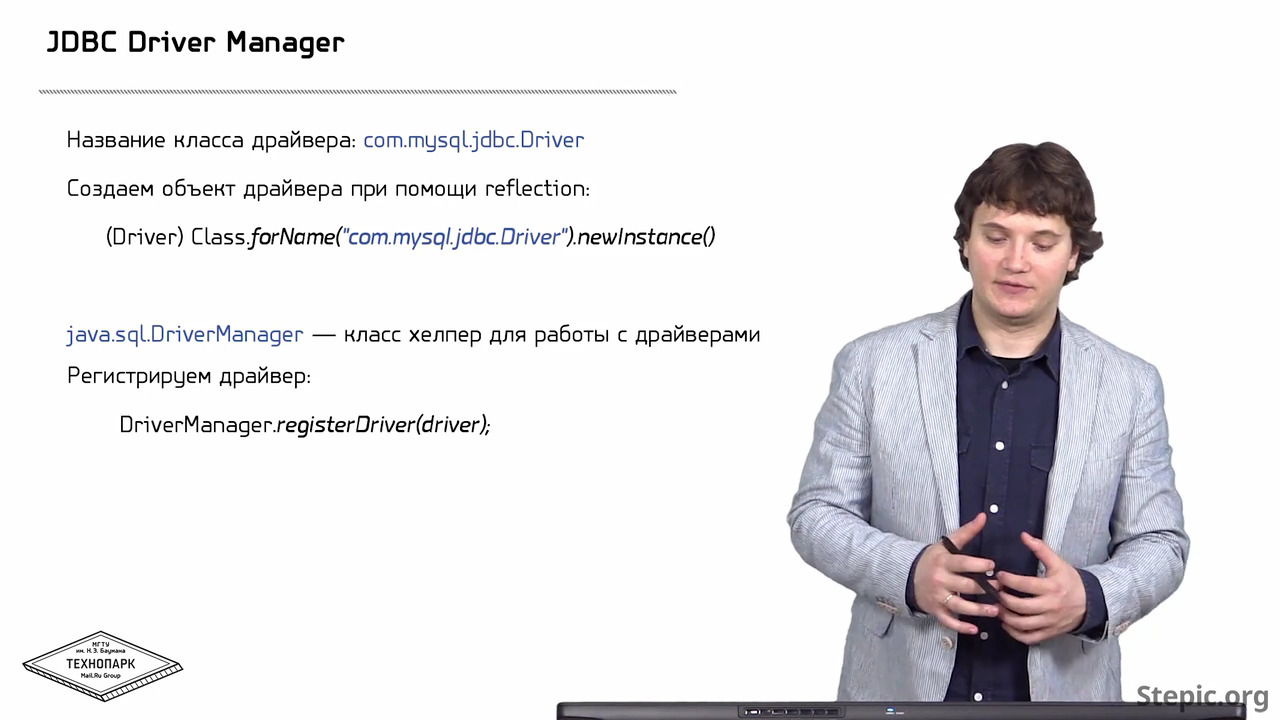 JDBC Driver Manager
Название класса драйвера: com.mysql.jdbc.Driver
Создаем объект драйвера при помощи reflection:
(Driver) Class.forName("com.mysql.jdbc.Driver").newInstance()
java.sql.DriverManager — класс хелпер для работы с драйверами
Регистрируем драйвер:
DriverManager.registerDriver(driver);
МГТУ
им. Н.Э. Баумана
ТЕХНОПАРК
Mail.Ru Group
Stepic.org